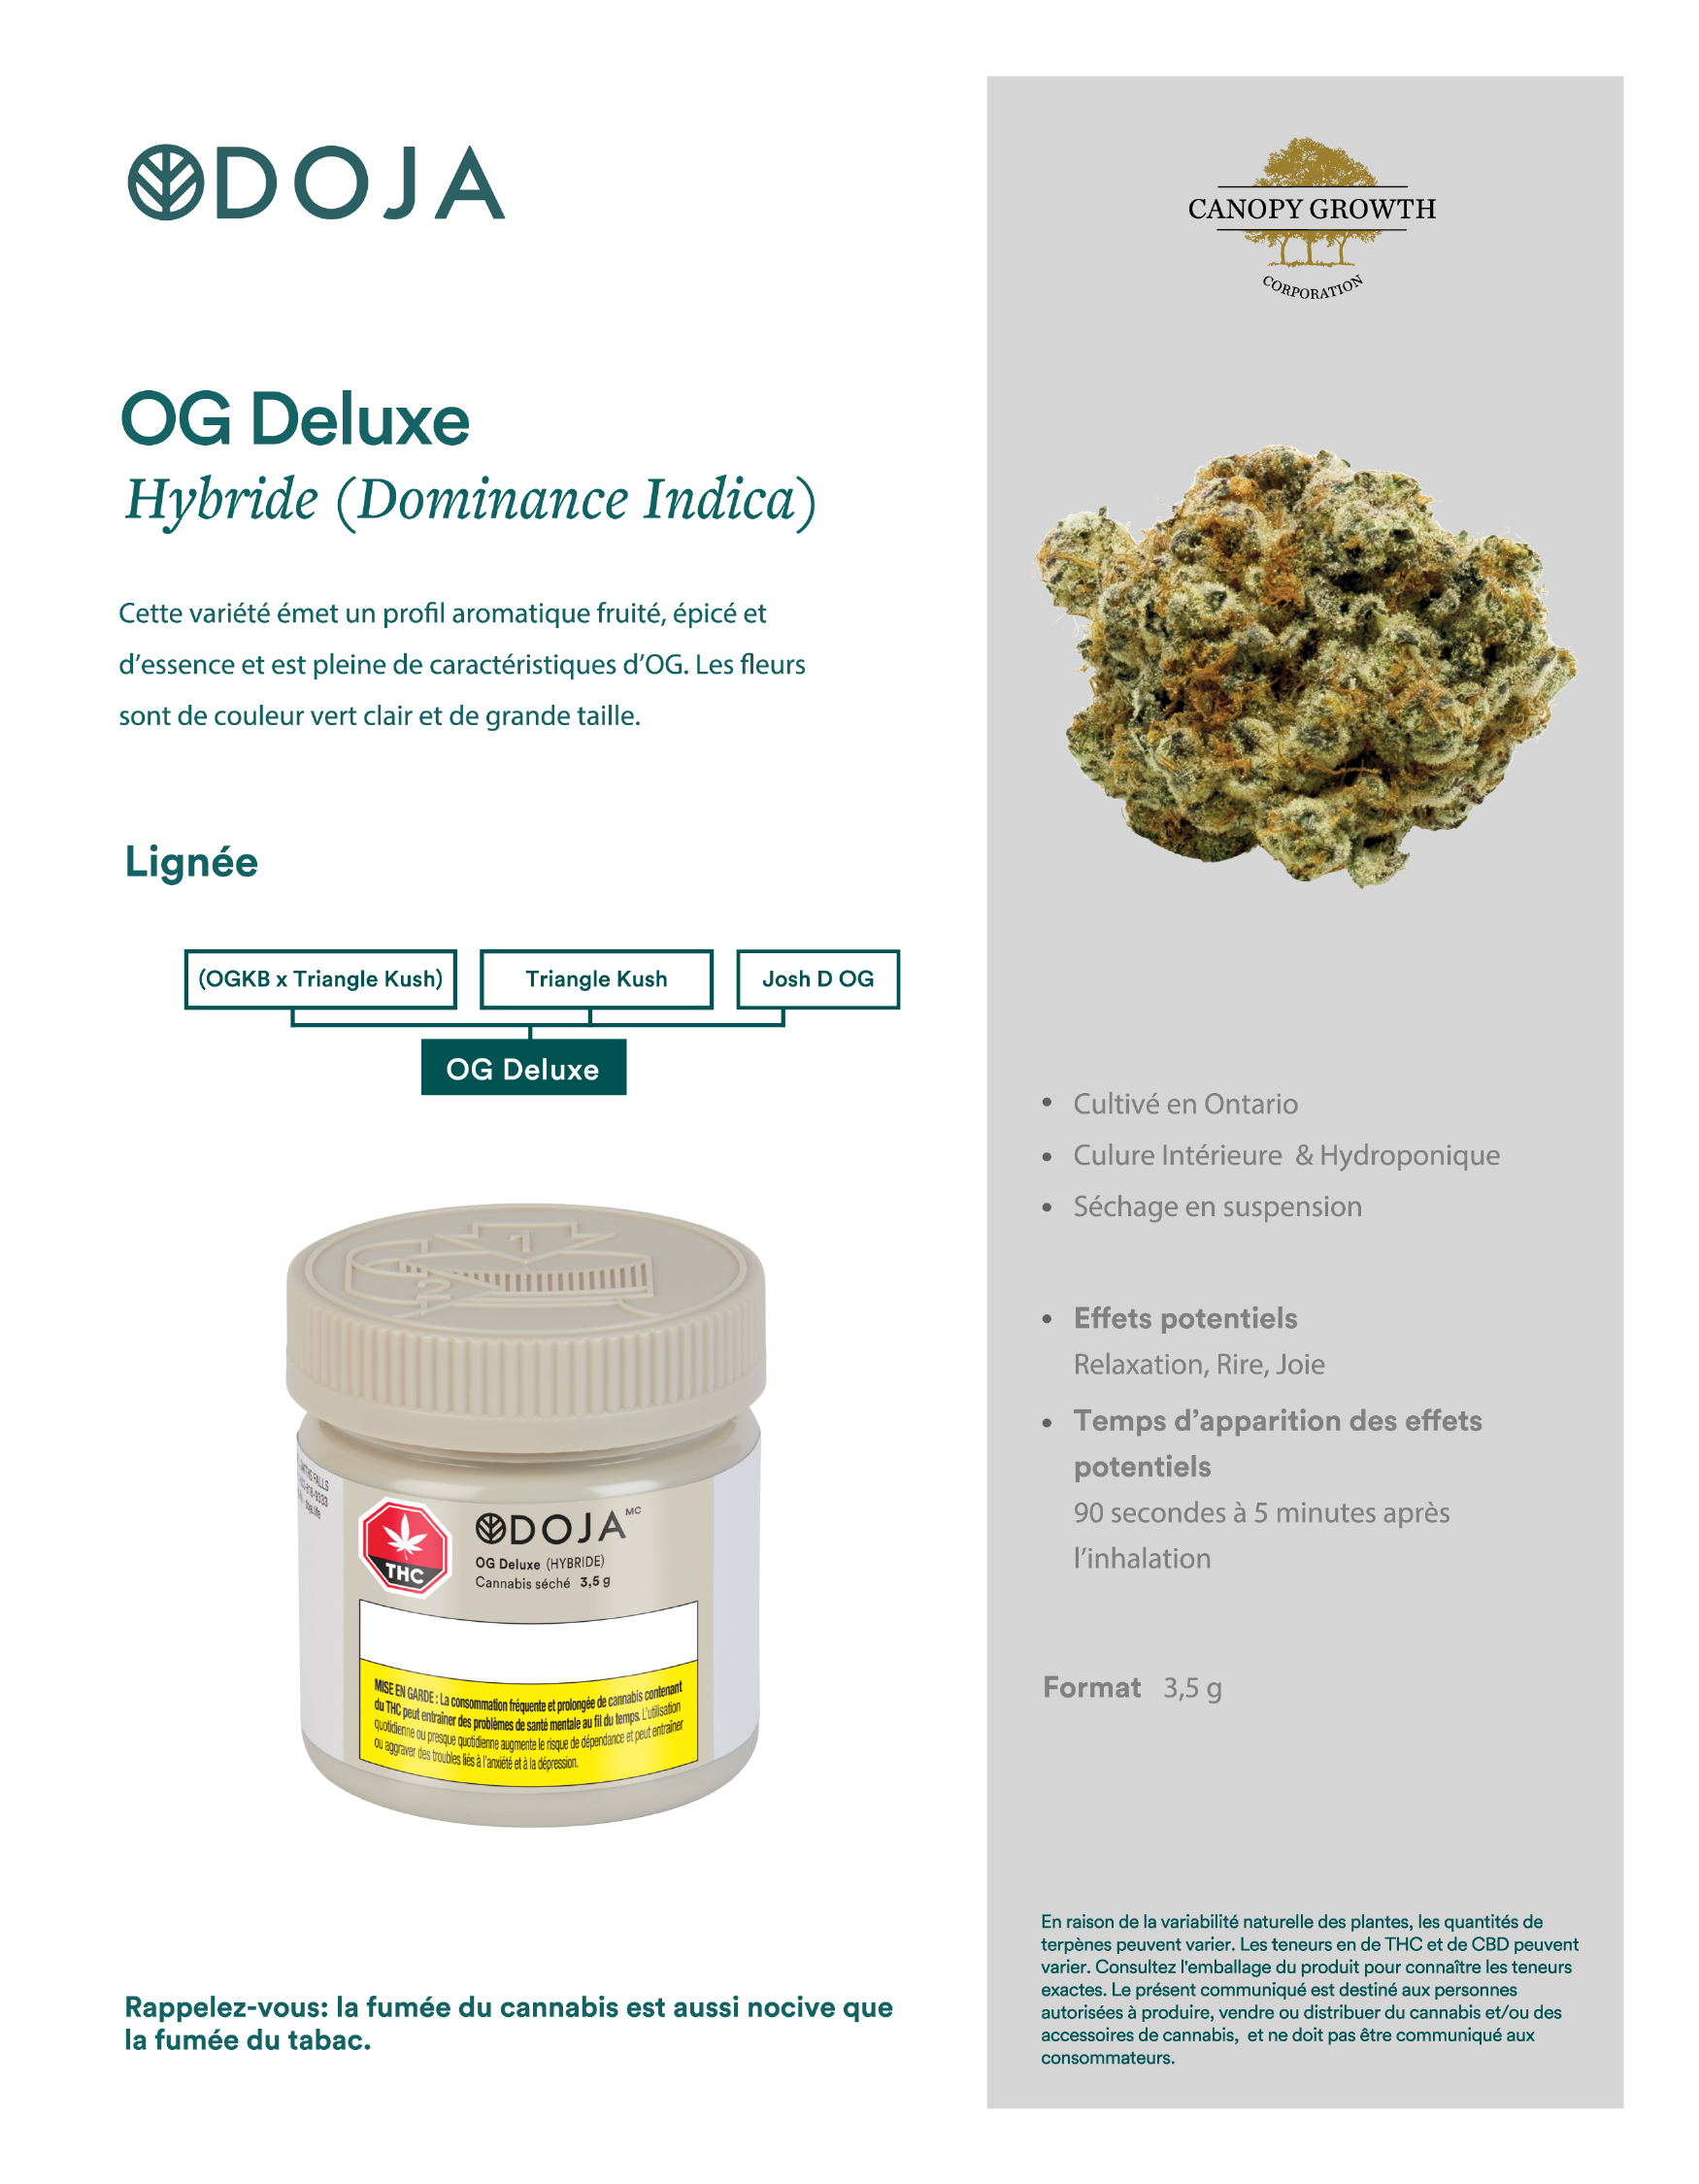 DOJA
OG Deluxe
Hybride (Dominance Indica)
Cette variété émet un profil aromatique fruité, épicé et
d’essence et est pleine de caractéristiques d’OG. Les fleurs
sont de couleur vert clair et de grande taille.
Lignée
(OGKB x Triangle Kush)
Triangle Kush
Josh D OG
OG Deluxe
1
2
DOJA MC
OG Deluxe (HYBRIDE)
Cannabis séché 3,5 g
THC
MISE EN GARDE : La consommation fréquente et prolongée de cannabis contenant
du THC peut entraîner des problèmes de santé mentale au fil du temps. L'utilisation
quotidienne ou presque quotidienne augmente le risque de dépendance et peut entraîner
ou aggraver des troubles liés à l'anxiété et à la dépression.
Rappelez-vous: la fumée du cannabis est aussi nocive que
la fumée du tabac.
CANOPY GROWTH
CORPORATION
• Cultivé en Ontario
• Culure Intérieure & Hydroponique
• Séchage en suspension
• Effets potentiels
Relaxation, Rire, Joie
• Temps d’apparition des effets
potentiels
90 secondes à 5 minutes après
l’inhalation
Format 3,5 g
En raison de la variabilité naturelle des plantes, les quantités de
terpènes peuvent varier. Les teneurs en de THC et de CBD peuvent
varier. Consultez l'emballage du produit pour connaître les teneurs
exactes. Le présent communiqué est destiné aux personnes
autorisées à produire, vendre ou distribuer du cannabis et/ou des
accessoires de cannabis, et ne doit pas être communiqué aux
consommateurs.